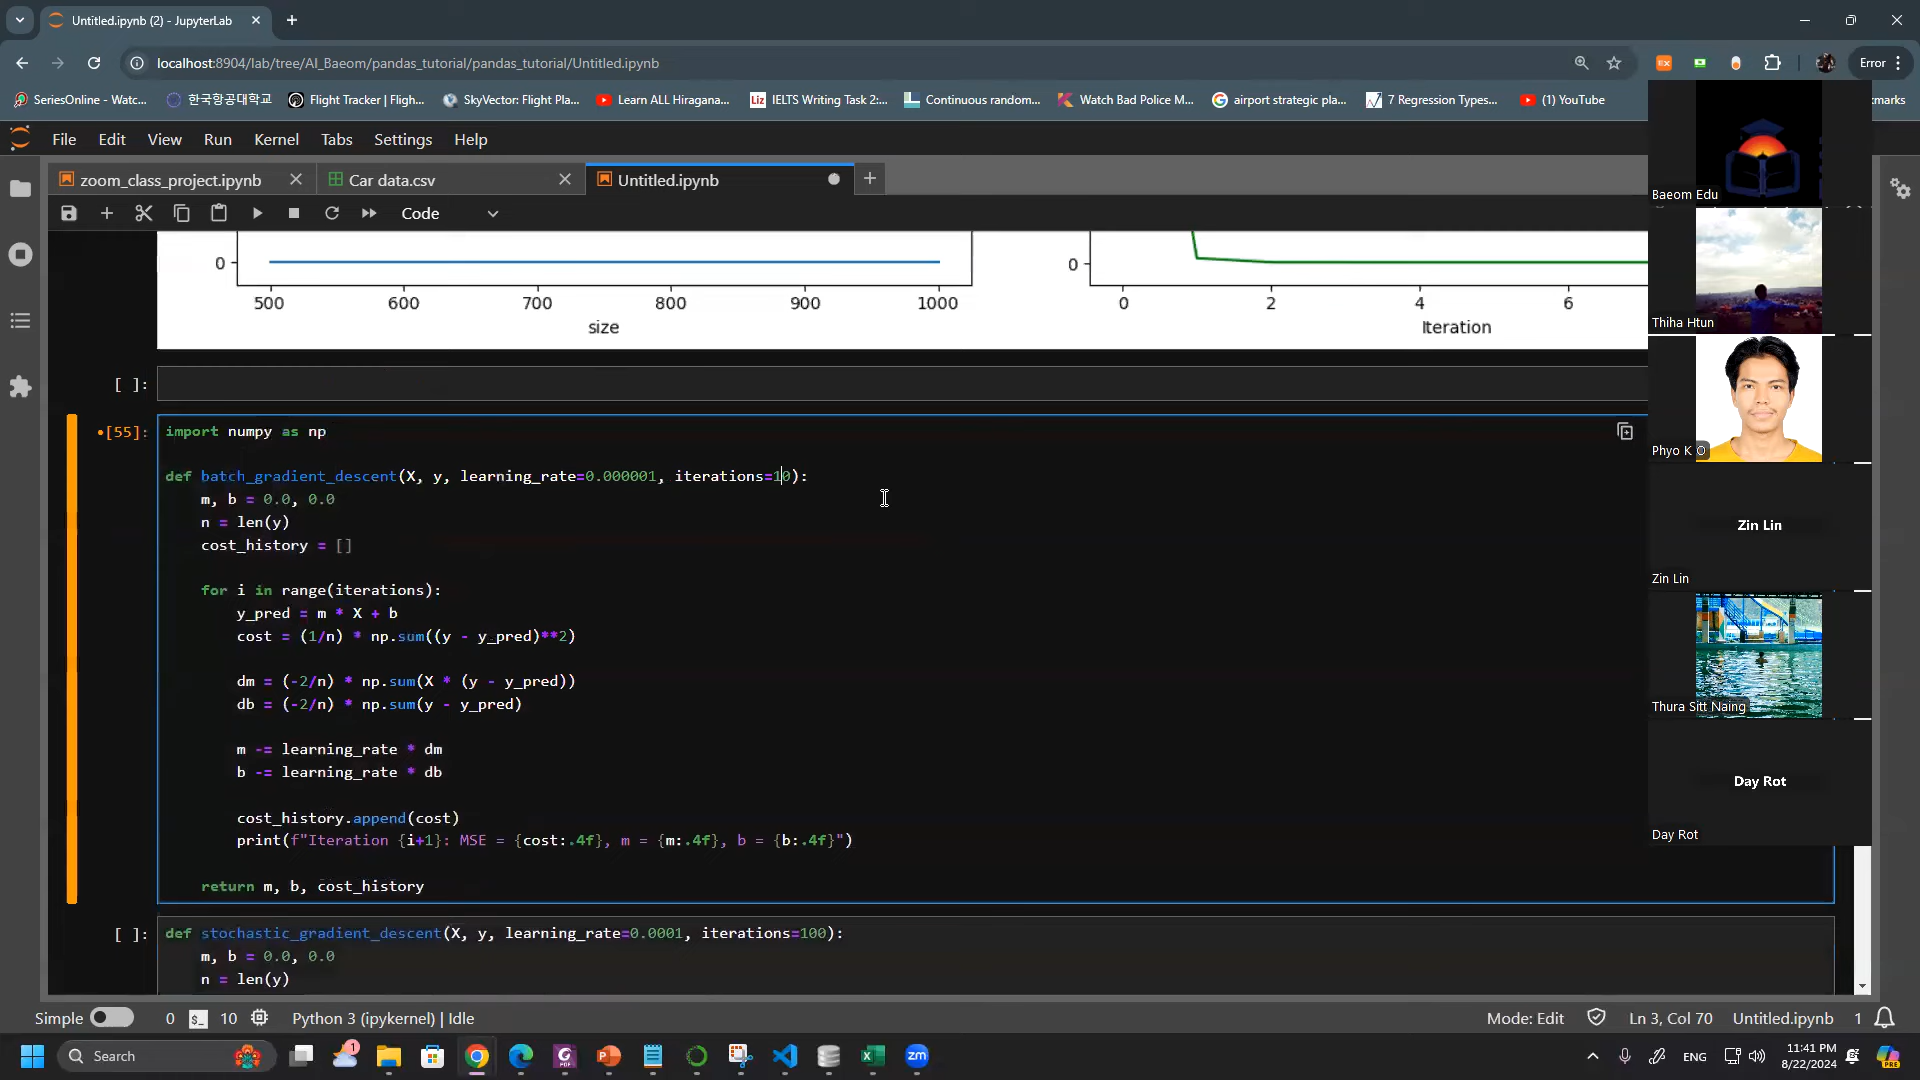 Untitled.ipynb (2) - JupyterLab
localhost:8904/lab/tree/AI_Baeom/pandas_tutorial/pandas_tutorial/Untitled.ipynb
Error
SeriesOnline - Watc...
한국항공대학교
Flight Tracker | Fligh...
SkyVector: Flight Pla...
Learn ALL Hiragana...
Liz
IELTS Writing Task 2:...
Continuous random...
Watch Bad Police M...
airport strategic pla...
7 Regression Types...
(1) YouTube
kmarks
File Edit View Run Kernel Tabs Settings Help
zoom_class_project.ipynb
Car data.csv
Untitled.ipynb
Code
0
500 600 700 800 900 1000
size
0
0 2 4 6
Iteration
[ ]:
[55]:
import numpy as np
def batch_gradient_descent(X, y, learning_rate=0.000001, iterations=10):
m, b = 0.0, 0.0
n = len(y)
cost_history = []
for i in range(iterations):
y_pred = m * X + b
cost = (1/n) * np.sum((y - y_pred)**2)
dm = (-2/n) * np.sum(X * (y - y_pred))
db = (-2/n) * np.sum(y - y_pred)
m -= learning_rate * dm
b -= learning_rate * db
cost_history.append(cost)
print(f"Iteration {i+1}: MSE = {cost:.4f}, m = {m:.4f}, b = {b:.4f}")
return m, b, cost_history
[ ]:
def stochastic_gradient_descent(X, y, learning_rate=0.0001, iterations=100):
m, b = 0.0, 0.0
n = len(y)
Baeom Edu
Thiha Htun
Phyo K O
Zin Lin
Zin Lin
Thura Sitt Naing
Day Rot
Day Rot
Simple 0 $_ 10 Python 3 (ipykernel) | Idle
Mode: Edit Ln 3, Col 70 Untitled.ipynb 1
Search
1
PDF
zm
ENG
11:41 PM
8/22/2024
PRE